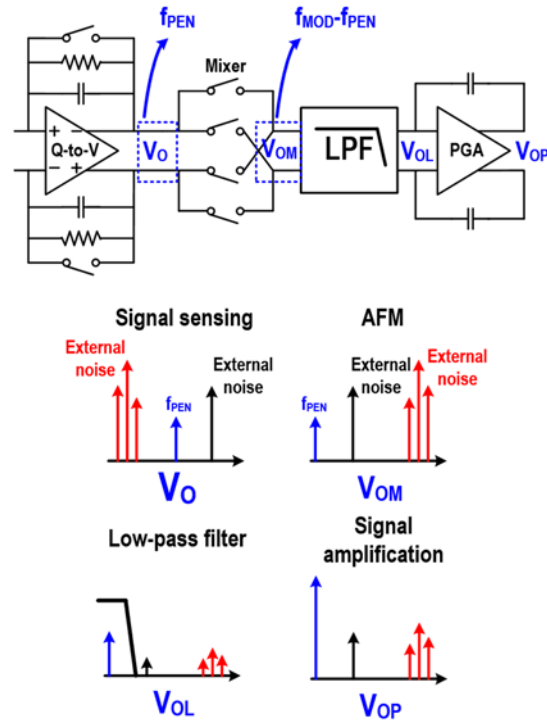 fPEN
fMOD-fPEN
Mixer
+ −
Q-to-V
− +
VO
VOM
LPF
VOL
PGA
VOP
Signal sensing
AFM
External
noise
External
noise
fPEN
VO
External
noise
External
noise
fPEN
VOM
Low-pass filter
Signal
amplification
VOL
VOP